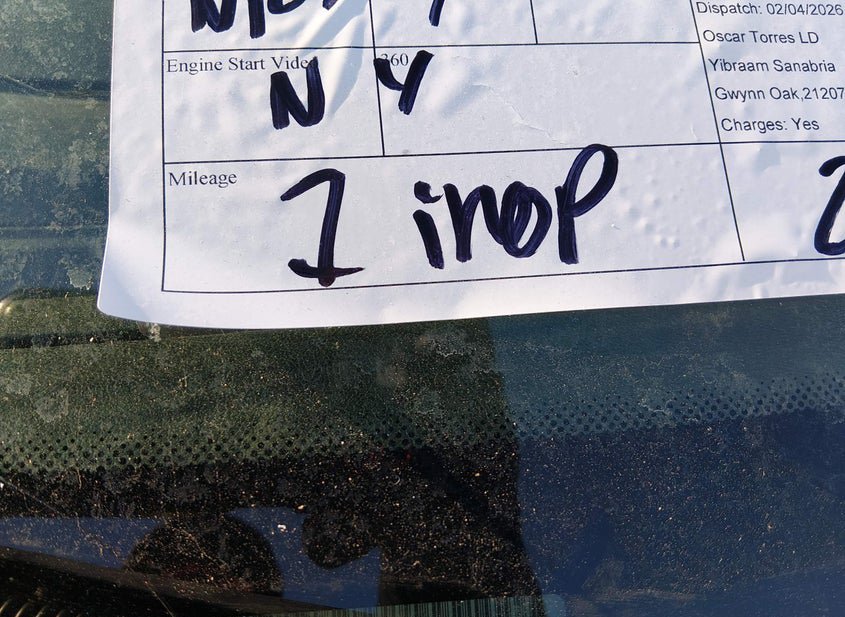 Dispatch: 02/04/2026
Oscar Torres LD
Engine Start Video
360
Yibraam Sanabria
N
Y
Gwynn Oak,21207
Charges: Yes
Mileage
1 inop